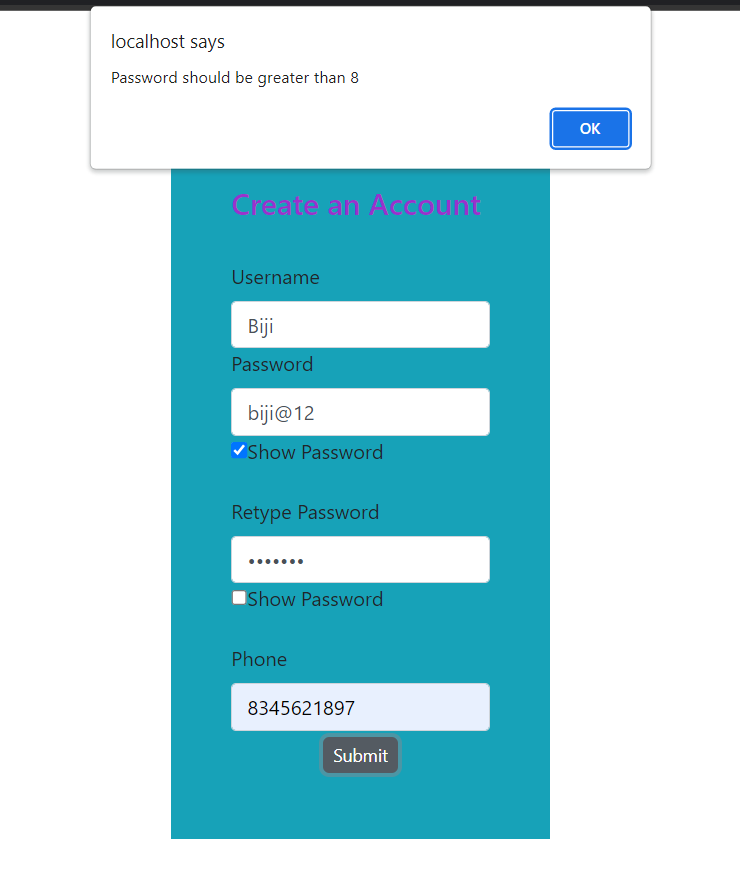 localhost says
Password should be greater than 8
OK
Create an Account
Username
Biji
Password
biji@12
Show Password
Retype Password
•••••••
Show Password
Phone
8345621897
Submit